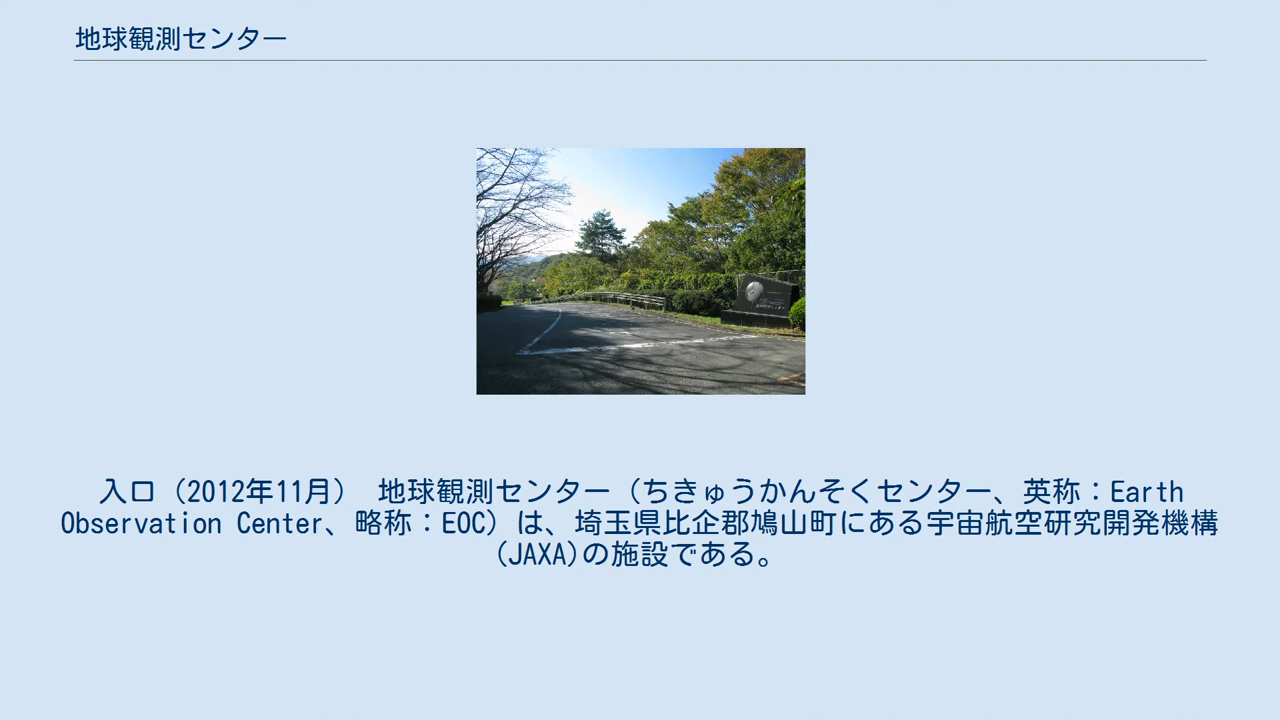 地球観測センター
入口（2012年11月） 地球観測センター（ちきゅうかんそくセンター、英称：Earth
Observation Center、略称：EOC）は、埼玉県比企郡鳩山町にある宇宙航空研究開発機構
(JAXA)の施設である。